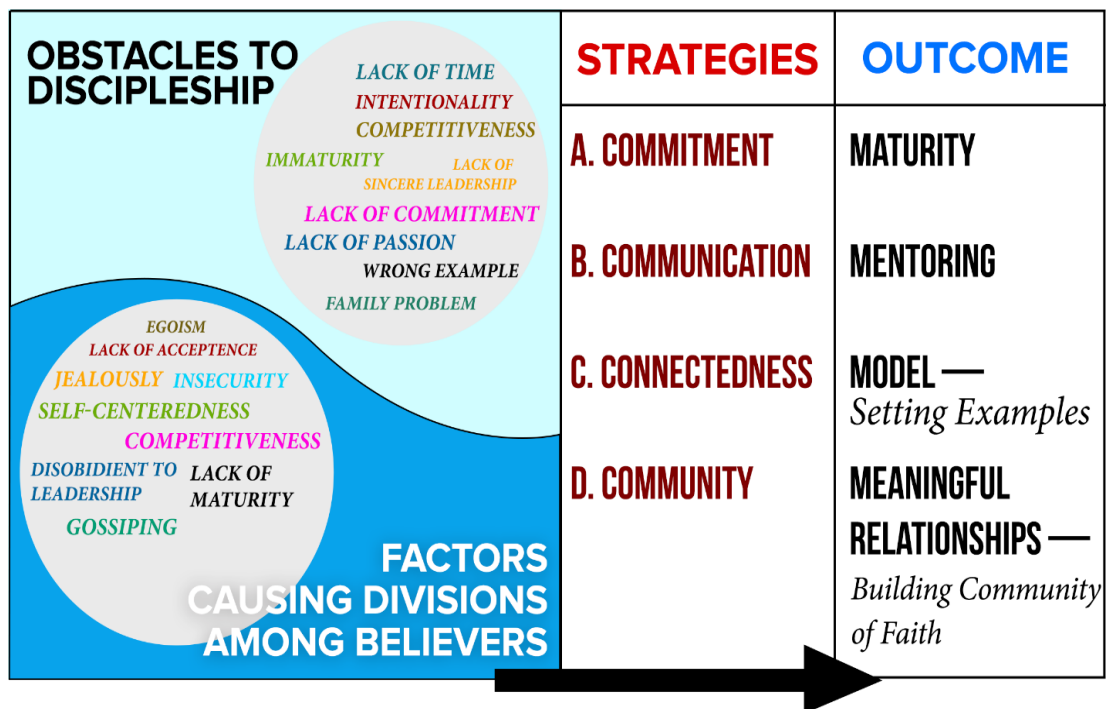 OBSTACLES TO
DISCIPLESHIP
LACK OF TIME
INTENTIONALITY
COMPETITIVENESS
IMMATURITY
LACK OF
SINCERE LEADERSHIP
LACK OF COMMITMENT
LACK OF PASSION
WRONG EXAMPLE
FAMILY PROBLEM
EGOISM
LACK OF ACCEPTENCE
JEALOUSLY INSECURITY
SELF-CENTEREDNESS
COMPETITIVENESS
DISOBIDIENT TO
LEADERSHIP
LACK OF
MATURITY
GOSSIPING
FACTORS
CAUSING DIVISIONS
AMONG BELIEVERS
STRATEGIES
A. COMMITMENT
B. COMMUNICATION
C. CONNECTEDNESS
D. COMMUNITY
OUTCOME
MATURITY
MENTORING
MODEL —
Setting Examples
MEANINGFUL
RELATIONSHIPS —
Building Community
of Faith